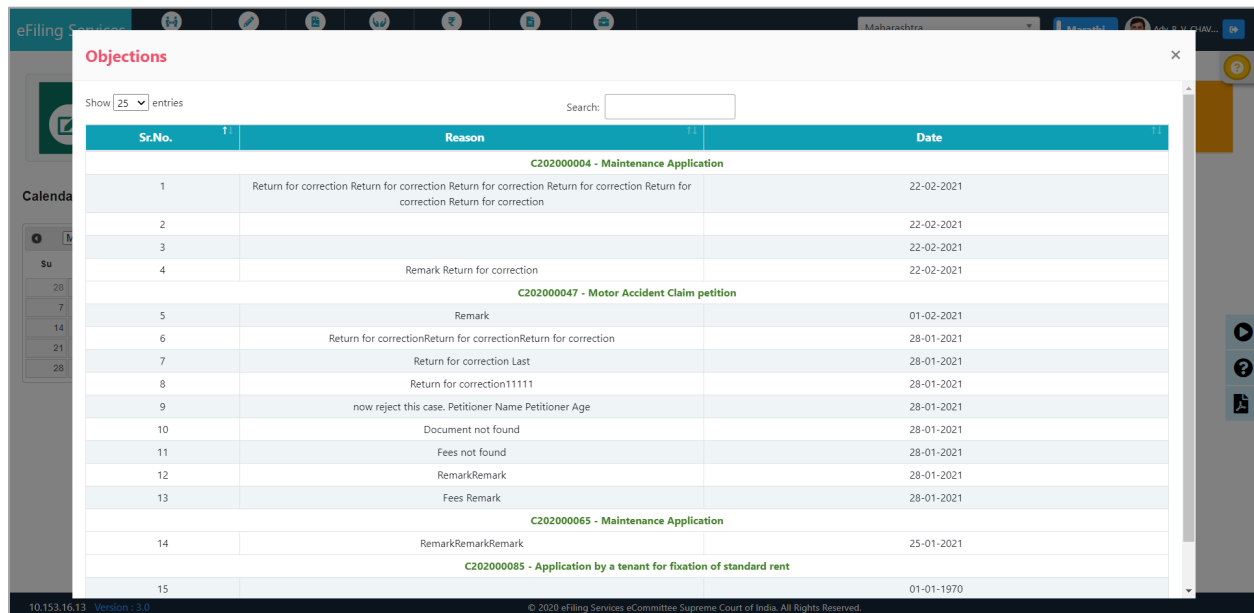 eFiling Services
Maharashtra
Marathi
Adv. R. V. CHAV...
Objections
×
Show 25 entries
Search:
Sr.No. Reason Date
C202000004 - Maintenance Application
1 Return for correction Return for correction Return for correction Return for correction Return for
correction Return for correction 22-02-2021
2 22-02-2021
3 22-02-2021
4 Remark Return for correction 22-02-2021
C202000047 - Motor Accident Claim petition
5 Remark 01-02-2021
6 Return for correctionReturn for correctionReturn for correction 28-01-2021
7 Return for correction Last 28-01-2021
8 Return for correction11111 28-01-2021
9 now reject this case. Petitioner Name Petitioner Age 28-01-2021
10 Document not found 28-01-2021
11 Fees not found 28-01-2021
12 RemarkRemark 28-01-2021
13 Fees Remark 28-01-2021
C202000065 - Maintenance Application
14 RemarkRemarkRemark 25-01-2021
C202000085 - Application by a tenant for fixation of standard rent
15 01-01-1970
Calenda
M
Su
28
7
14
21
28
10.153.16.13 Version : 3.0
© 2020 eFiling Services eCommittee Supreme Court of India. All Rights Reserved.